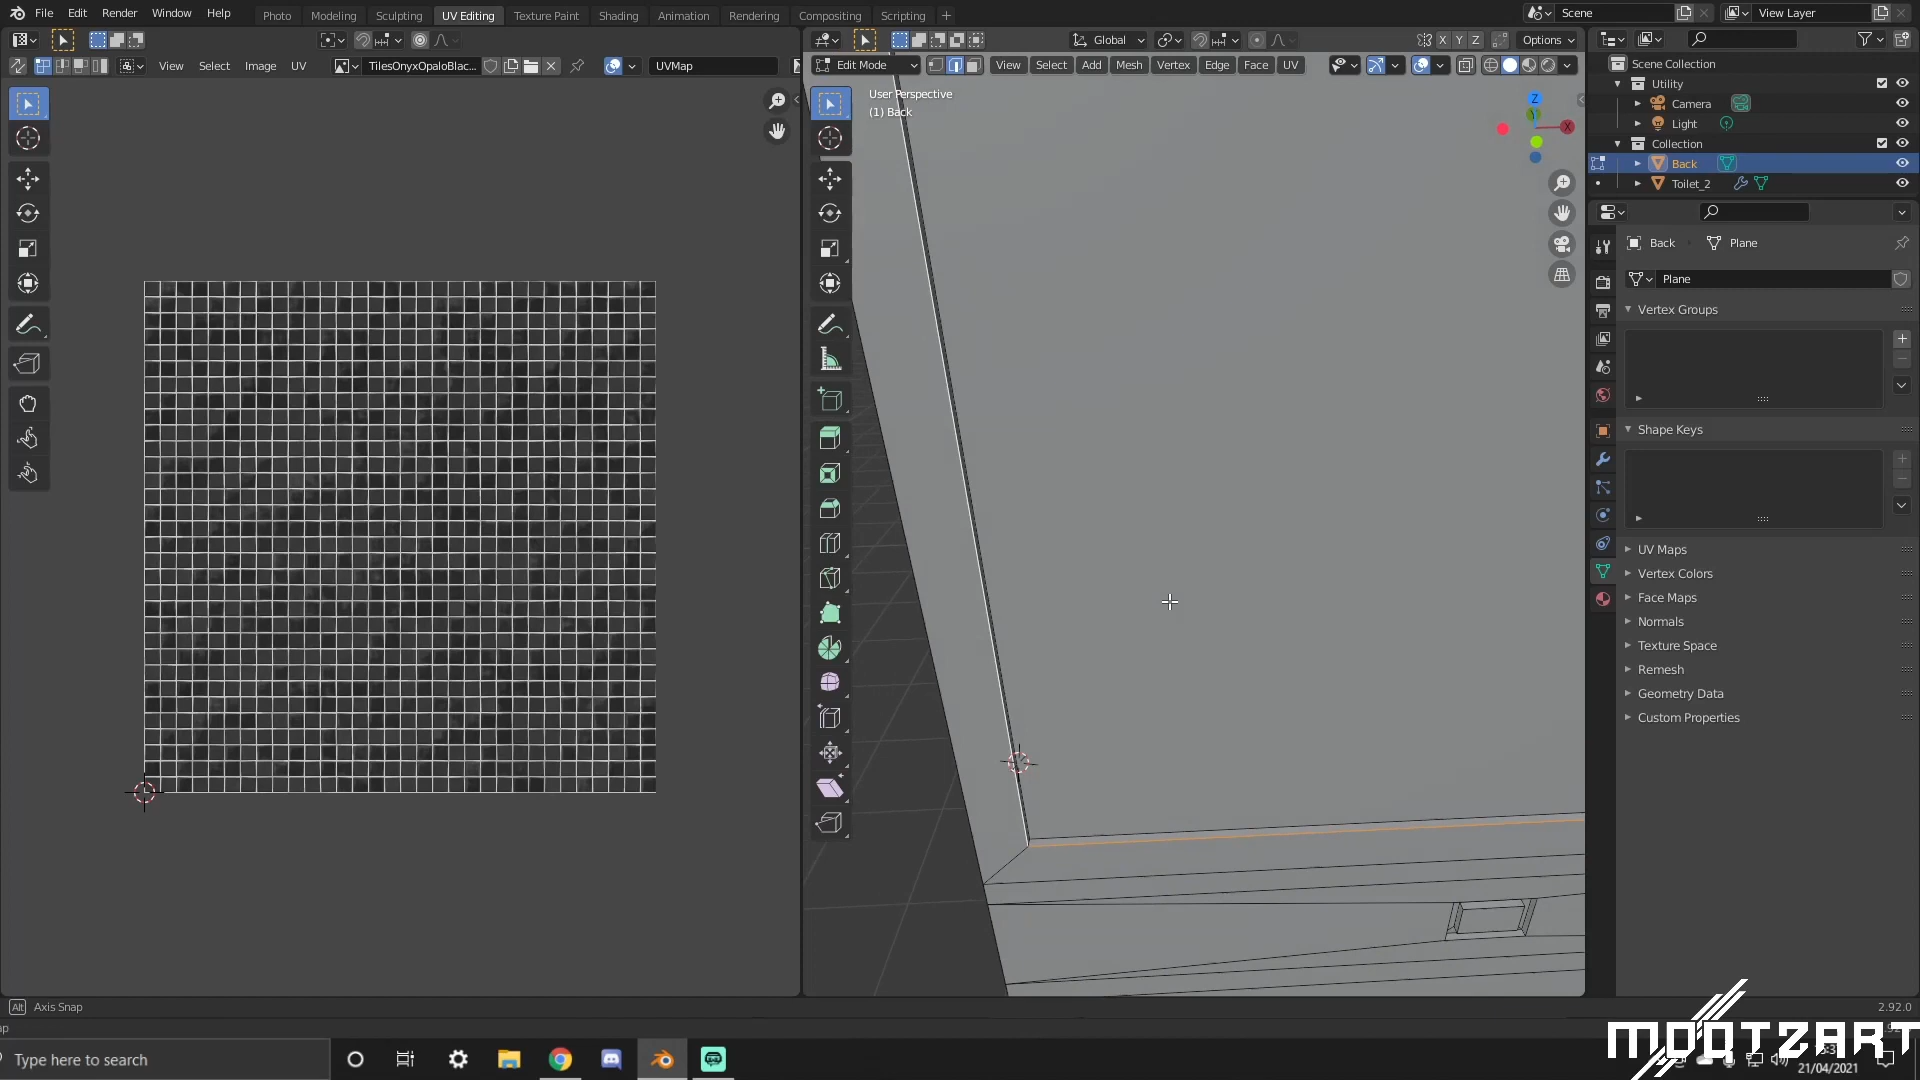 File Edit Render Window Help Photo Modeling Sculpting UV Editing Texture Paint Shading Animation Rendering Compositing Scripting + Scene View Layer
Global X Y Z Options
View Select Image UV TilesOnyxOpaloBlac... UVMap Edit Mode View Select Add Mesh Vertex Edge Face UV
User Perspective
(1) Back
Z
X
Scene Collection
Utility
Camera
Light
Collection
Back
Toilet_2
Back Plane
Plane
Vertex Groups
Shape Keys
UV Maps
Vertex Colors
Face Maps
Normals
Texture Space
Remesh
Geometry Data
Custom Properties
Alt Axis Snap 2.92.0
MOOTZART
Type here to search
21/04/2021